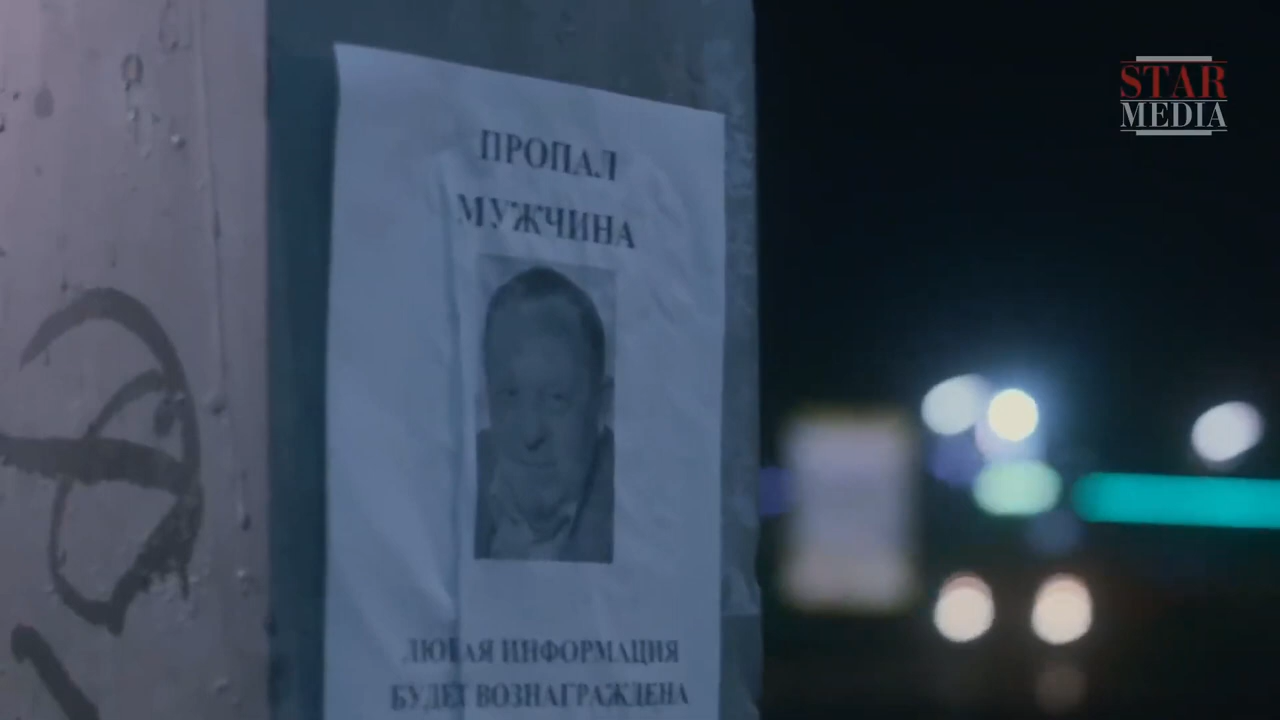 STAR
MEDIA
ПРОПАЛ
МУЖЧИНА
ЛЮБАЯ ИНФОРМАЦИЯ
БУДЕТ ВОЗНАГРАЖДЕНА